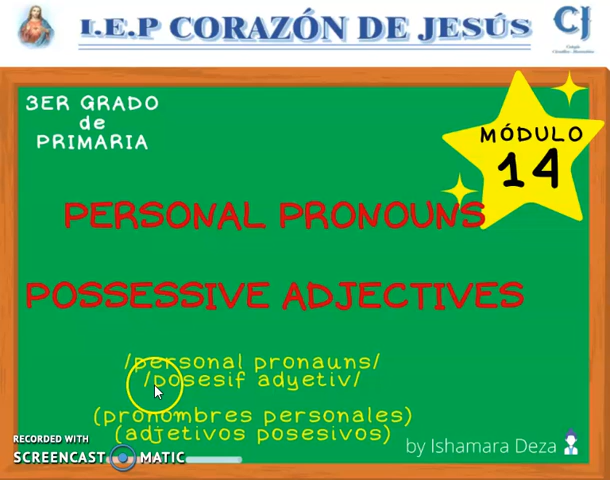 I.E.P CORAZÓN DE JESÚS
CJ
3ER GRADO
de
PRIMARIA
MÓDULO
14
PERSONAL PRONOUNS
POSSESSIVE ADJECTIVES
/personal pronauns/
/posesif adyetiv/
(pronombres personales)
(adjetivos posesivos)
by Ishamara Deza
RECORDED WITH
SCREENCAST MATIC